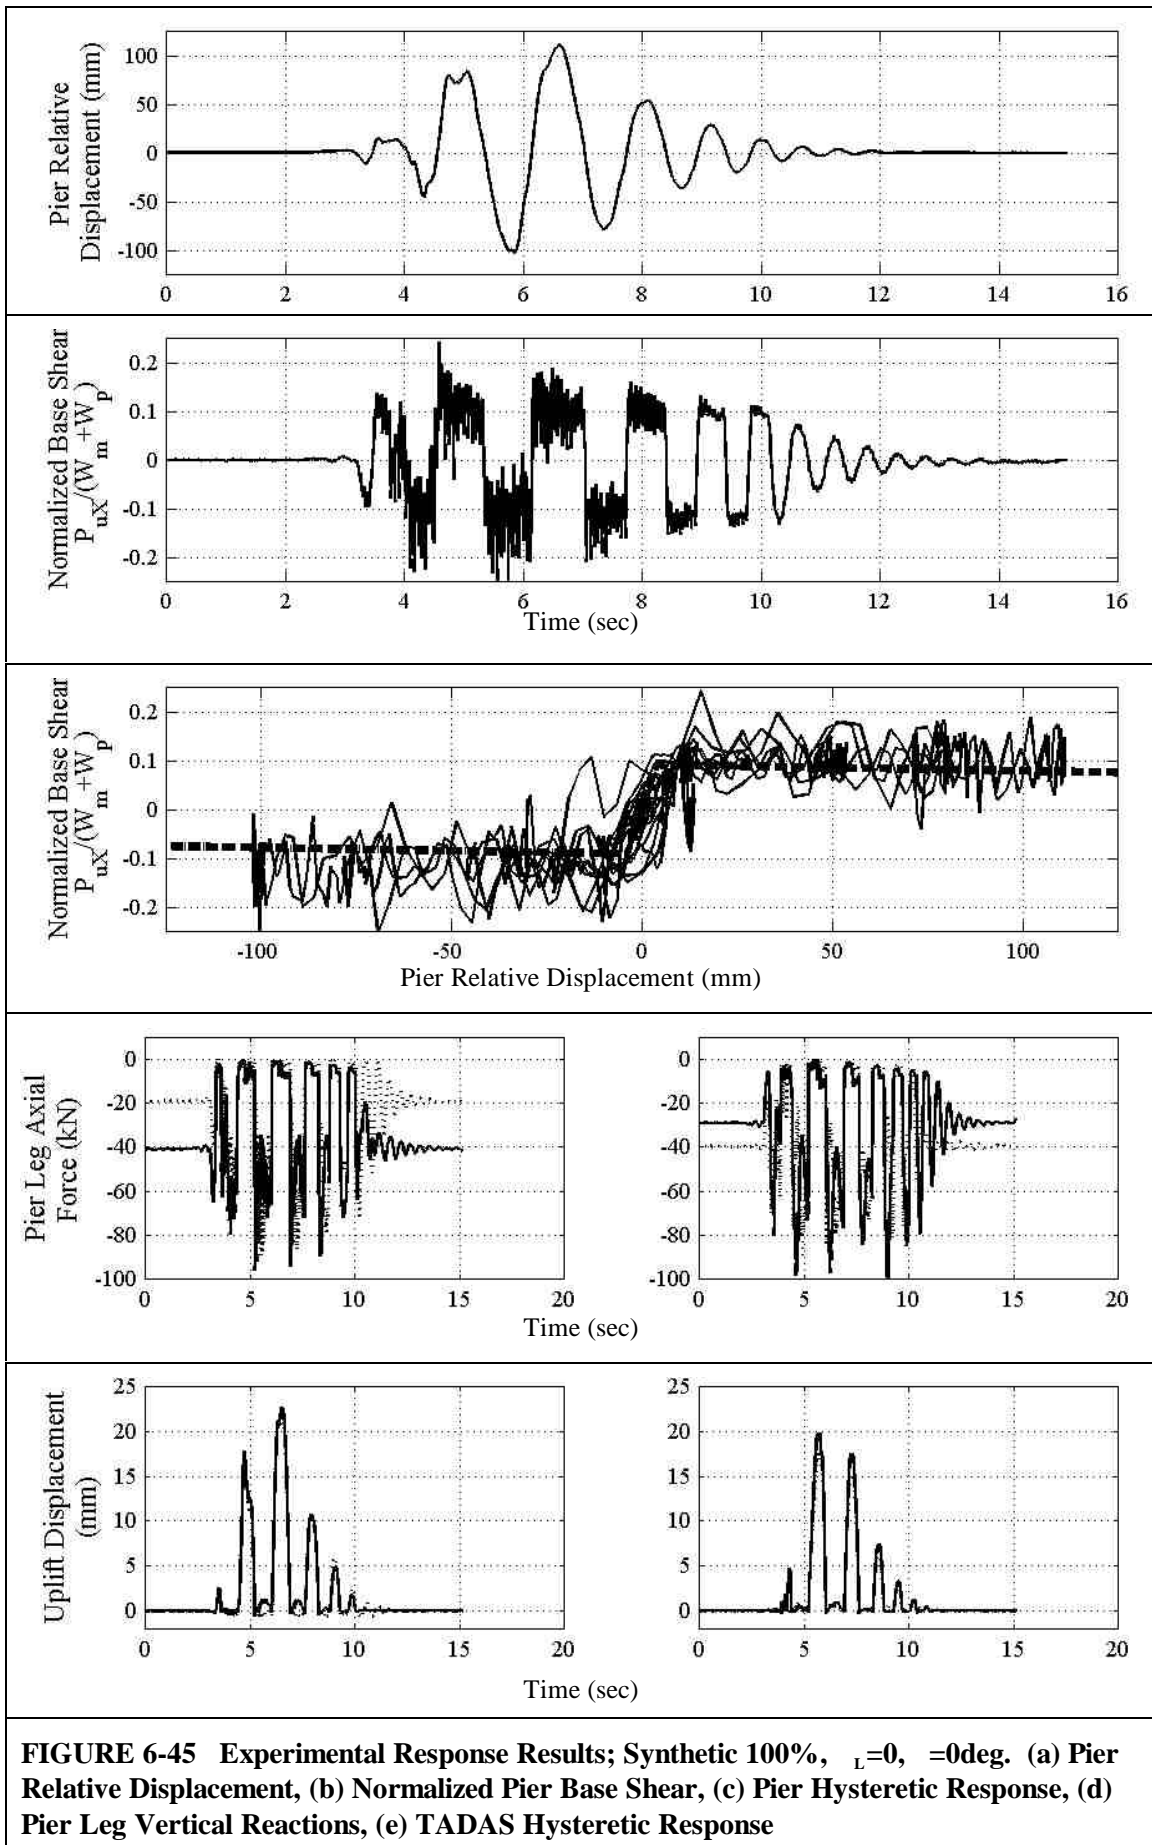 Pier Relative
Displacement (mm)
100
50
0
-50
-100
0 2 4 6 8 10 12 14 16
Normalized Base Shear
PuX/(Wm+Wp)
0.2
0.1
0
-0.1
-0.2
0 2 4 6 8 10 12 14 16
Time (sec)
Normalized Base Shear
PuX/(Wm+Wp)
0.2
0.1
0
-0.1
-0.2
-100 -50 0 50 100
Pier Relative Displacement (mm)
Pier Leg Axial
Force (kN)
0
-20
-40
-60
-80
-100
0 5 10 15 20
0
-20
-40
-60
-80
-100
0 5 10 15 20
Time (sec)
Uplift Displacement
(mm)
25
20
15
10
5
0
0 5 10 15 20
25
20
15
10
5
0
0 5 10 15 20
Time (sec)
FIGURE 6-45 Experimental Response Results; Synthetic 100%, L=0, =0deg. (a) Pier
Relative Displacement, (b) Normalized Pier Base Shear, (c) Pier Hysteretic Response, (d)
Pier Leg Vertical Reactions, (e) TADAS Hysteretic Response